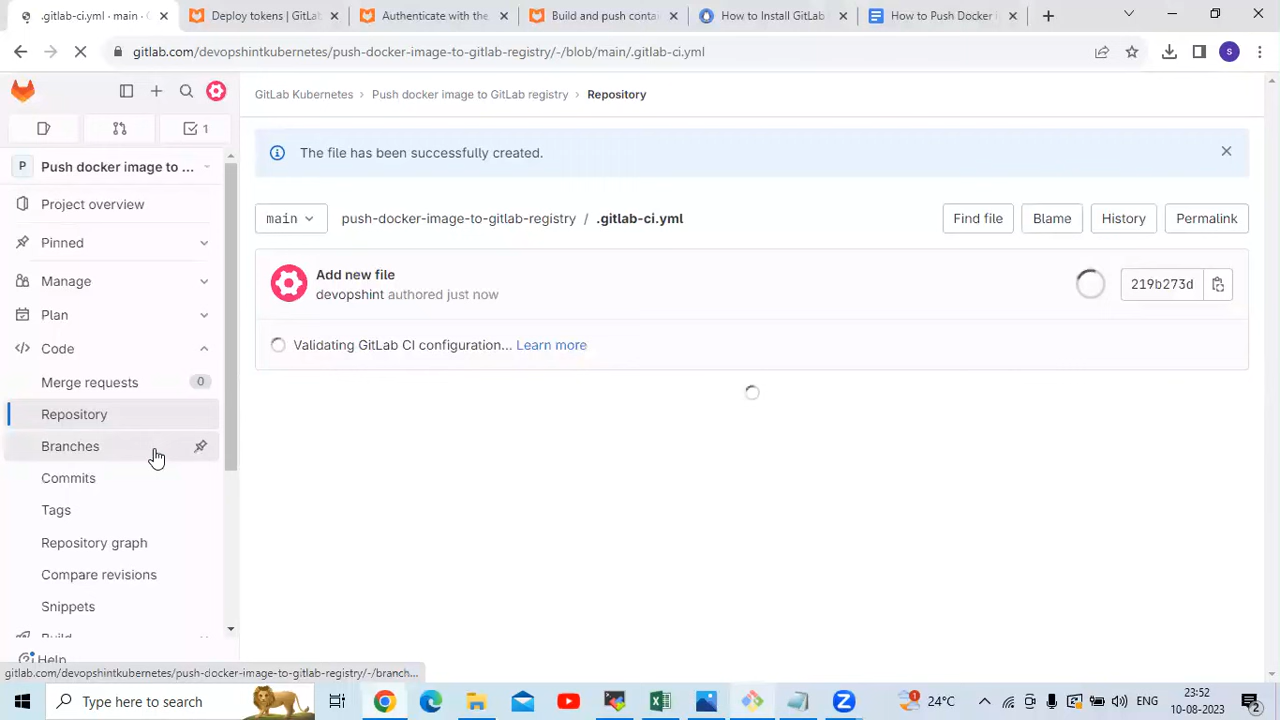 .gitlab-ci.yml · main ·
Deploy tokens | GitLab
Authenticate with the
Build and push conta
How to Install GitLab
How to Push Docker I
gitlab.com/devopshintkubernetes/push-docker-image-to-gitlab-registry/-/blob/main/.gitlab-ci.yml
S
1
P Push docker image to ...
Project overview
Pinned
Manage
Plan
Code
Merge requests 0
Repository
Branches
Commits
Tags
Repository graph
Compare revisions
Snippets
Build
Help
GitLab Kubernetes › Push docker image to GitLab registry › Repository
The file has been successfully created.
main push-docker-image-to-gitlab-registry / .gitlab-ci.yml Find file Blame History Permalink
Add new file
devopshint authored just now
219b273d
Validating GitLab CI configuration... Learn more
gitlab.com/devopshintkubernetes/push-docker-image-to-gitlab-registry/-/branch...
Type here to search
1
24°C
ENG
23:52
10-08-2023
2